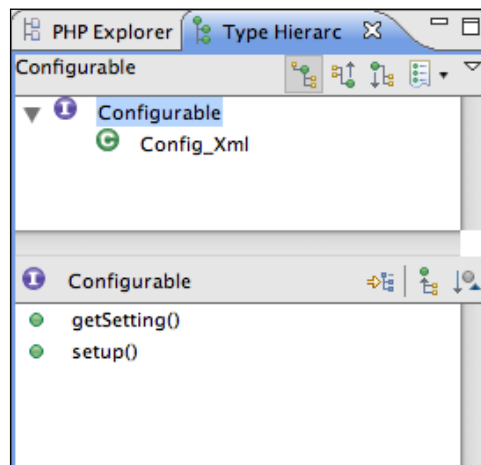 PHP Explorer Type Hierarc
Configurable
Configurable
Config_Xml
Configurable
getSetting()
setup()